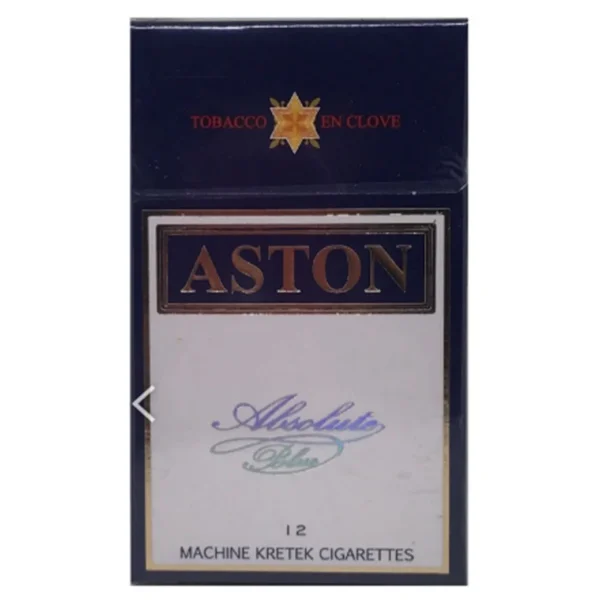 TOBACCO EN CLOVE
ASTON
Absolute
Blue
12
MACHINE KRETEK CIGARETTES